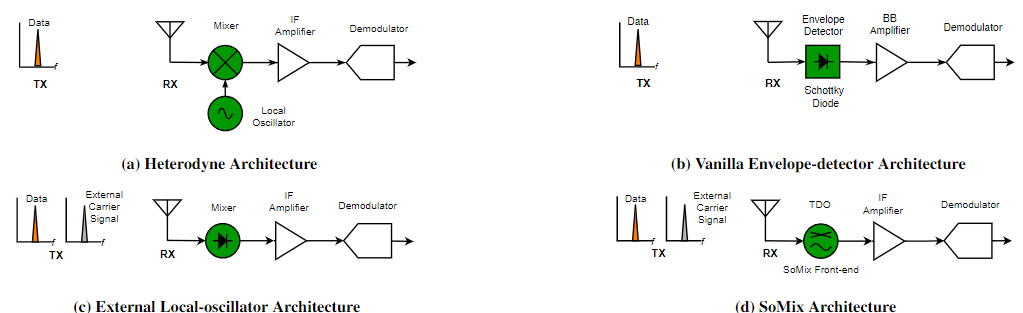 Data
f
TX
RX
Mixer
Local
Oscillator
IF
Amplifier
Demodulator
(a) Heterodyne Architecture
Data
f
TX
RX
Envelope
Detector
Schottky
Diode
BB
Amplifier
Demodulator
(b) Vanilla Envelope-detector Architecture
Data
f
External
Carrier
Signal
f
TX
RX
Mixer
IF
Amplifier
Demodulator
(c) External Local-oscillator Architecture
Data
f
External
Carrier
Signal
f
TX
RX
TDO
SoMix Front-end
IF
Amplifier
Demodulator
(d) SoMix Architecture